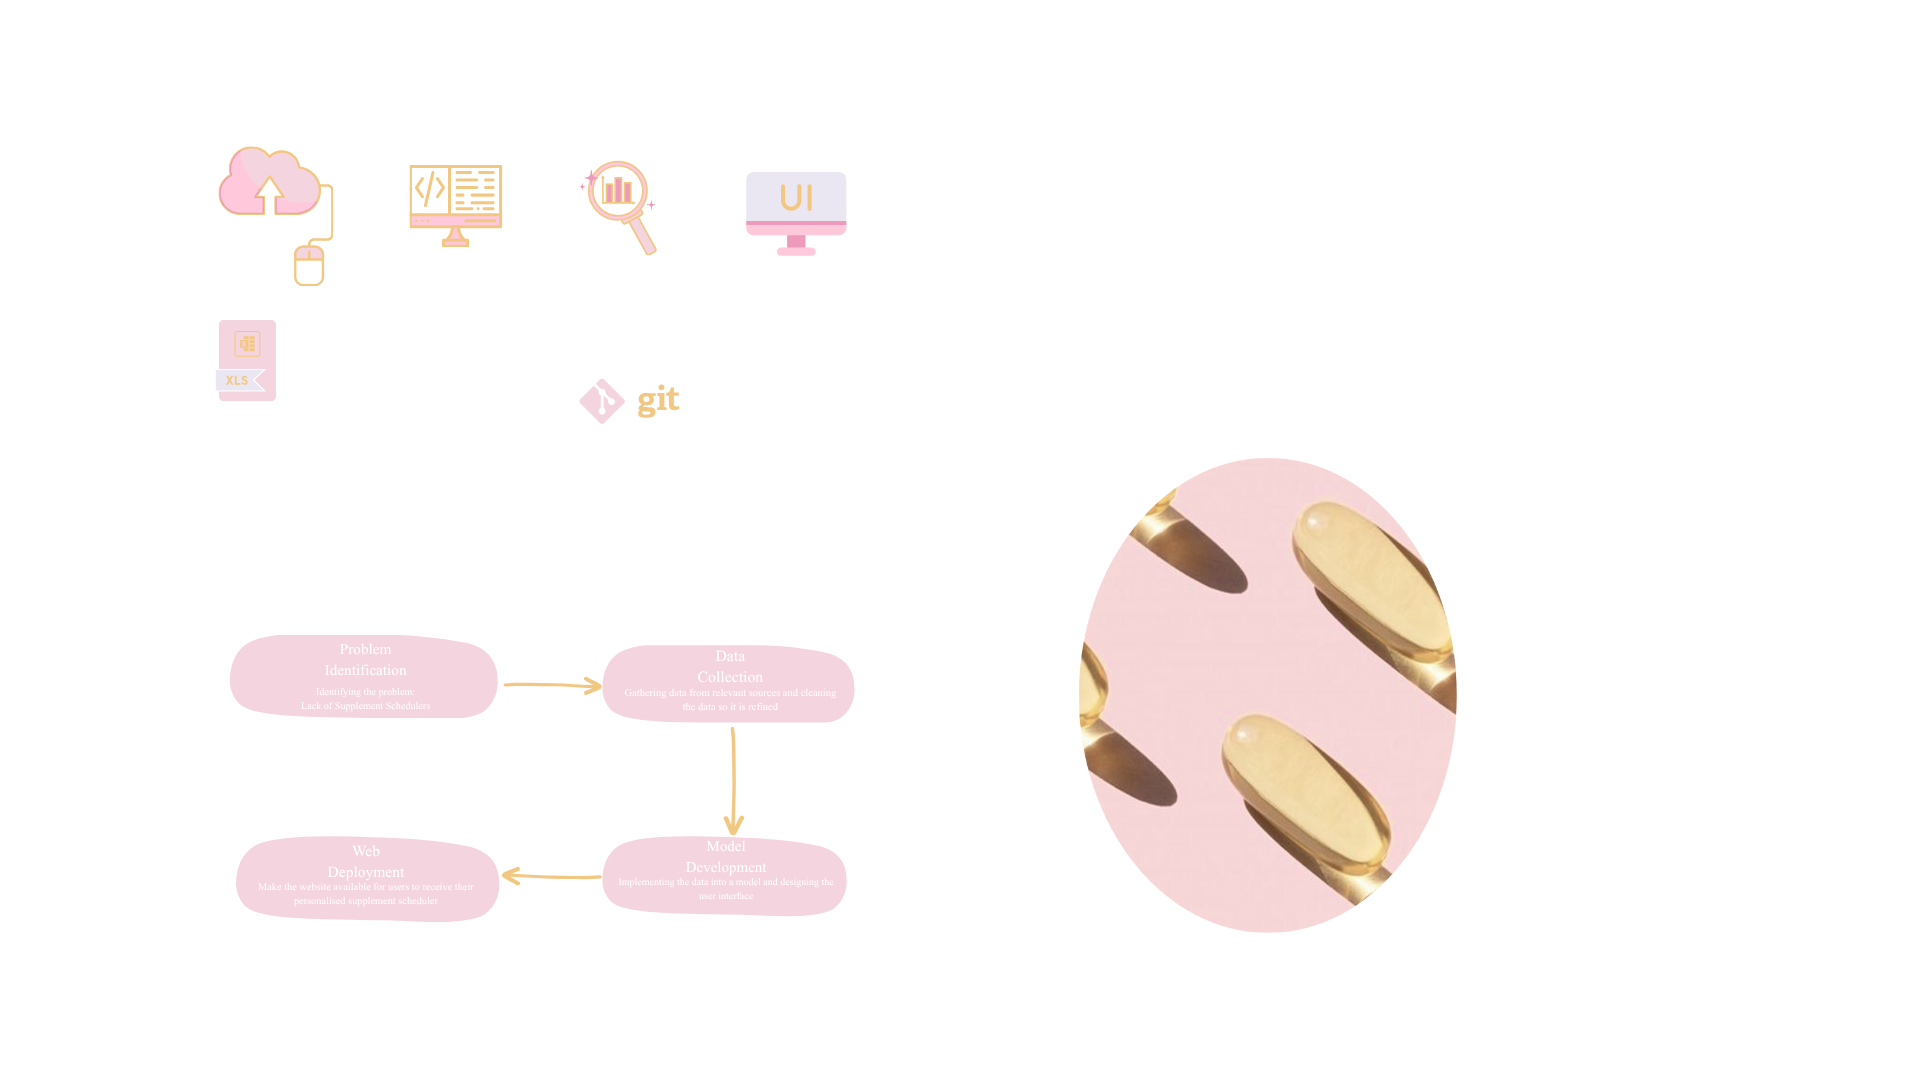 UI
XLS
git
Problem
Identification
Identifying the problem:
Lack of Supplement Schedulers
Data
Collection
Gathering data from relevant sources and cleaning
the data so it is refined
Web
Deployment
Make the website available for users to receive their
personalised supplement scheduler
Model
Development
Implementing the data into a model and designing the
user interface